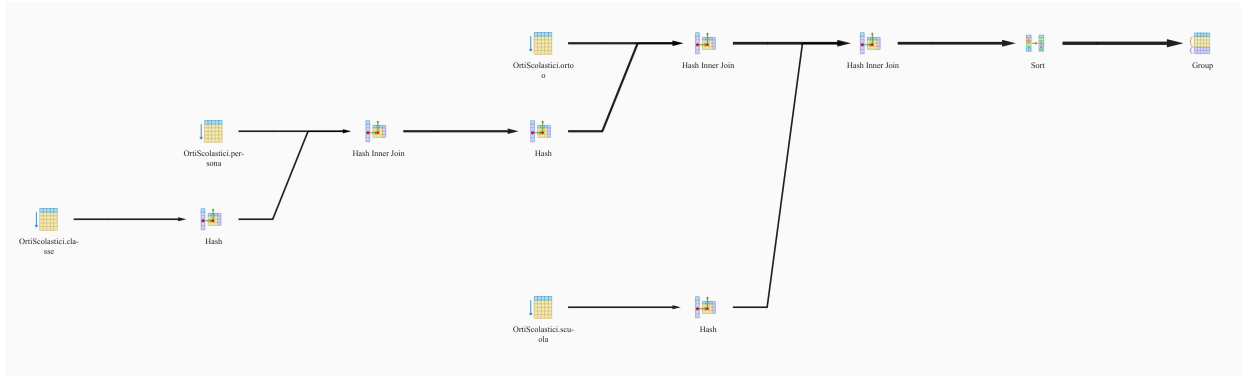 OrtiScolastici.orto
o
Hash Inner Join
Hash Inner Join
Sort
Group
OrtiScolastici.per-
sona
Hash Inner Join
Hash
OrtiScolastici.cla-
sse
Hash
OrtiScolastici.scu-
ola
Hash